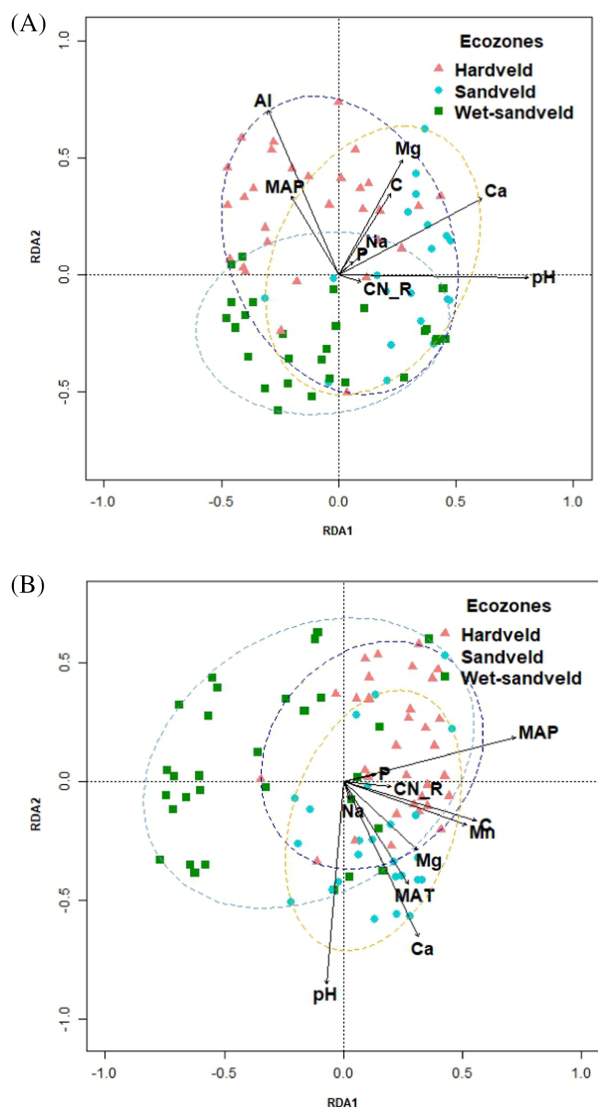 (A)
1.0
0.5
0.0
-0.5
RDA2
Ecozones
Hardveld
Sandveld
Wet-sandveld
Al
MAP
Mg
C
Ca
Na
P
CN_R
pH
-1.0
-0.5
0.0
0.5
1.0
RDA1
(B)
0.5
0.0
-0.5
-1.0
RDA2
Ecozones
Hardveld
Sandveld
Wet-sandveld
MAP
P
CN_R
Na
C
Mn
Mg
MAT
Ca
pH
-1.0
-0.5
0.0
0.5
1.0
RDA1